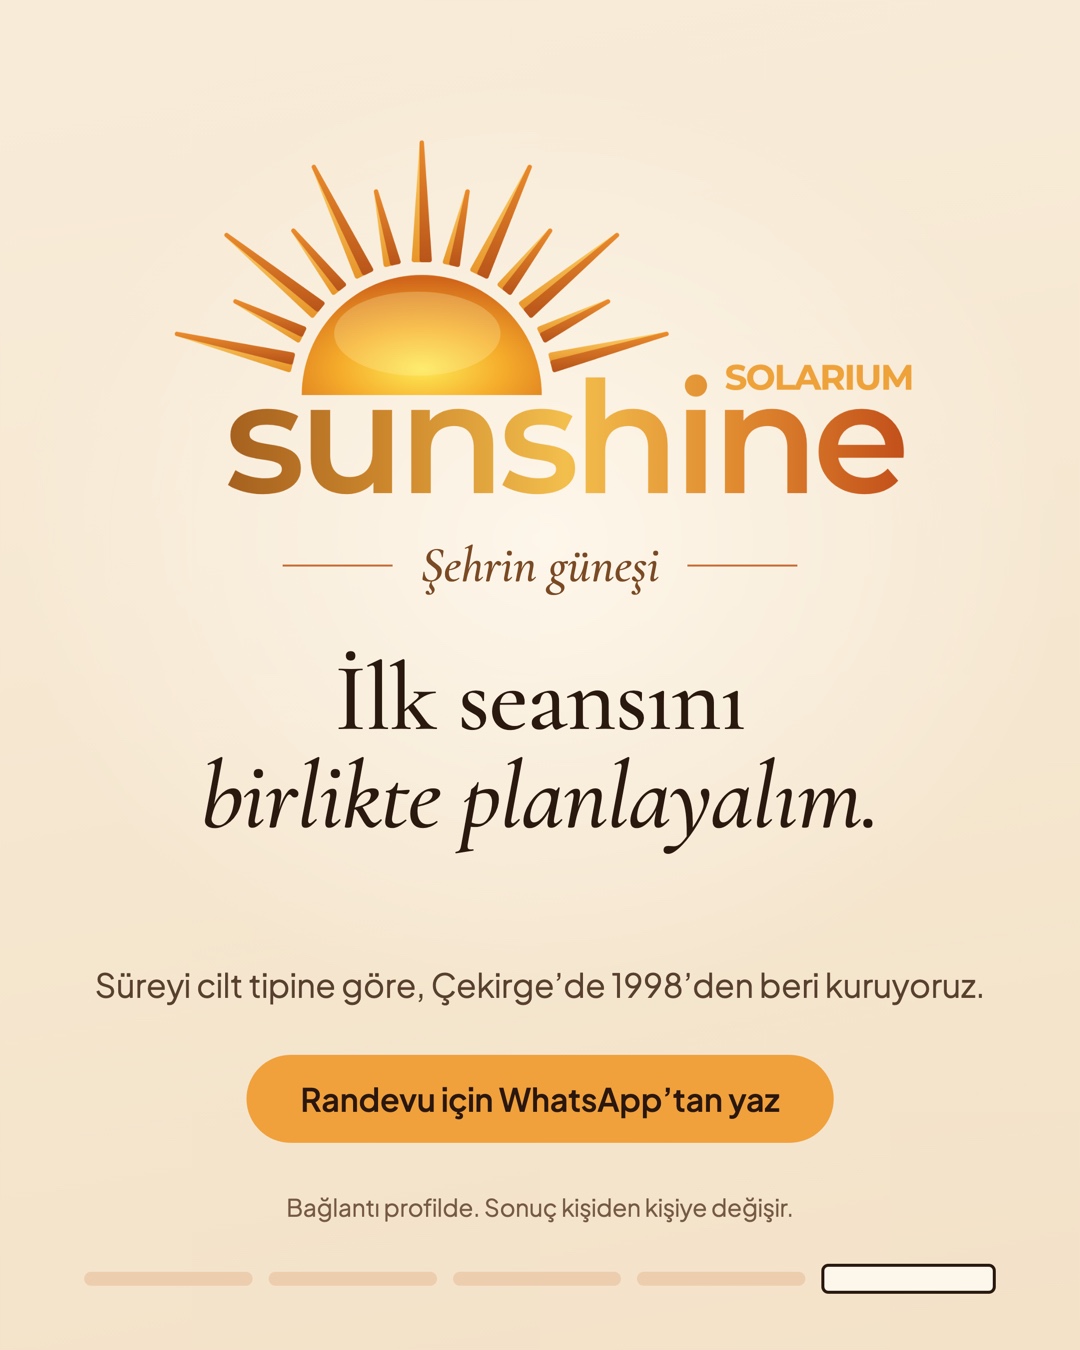 SOLARIUM
sunshine
Şehrin güneşi
İlk seansını
birlikte planlayalım.
Süreyi cilt tipine göre, Çekirge’de 1998’den beri kuruyoruz.
Randevu için WhatsApp’tan yaz
Bağlantı profilde. Sonuç kişiden kişiye değişir.